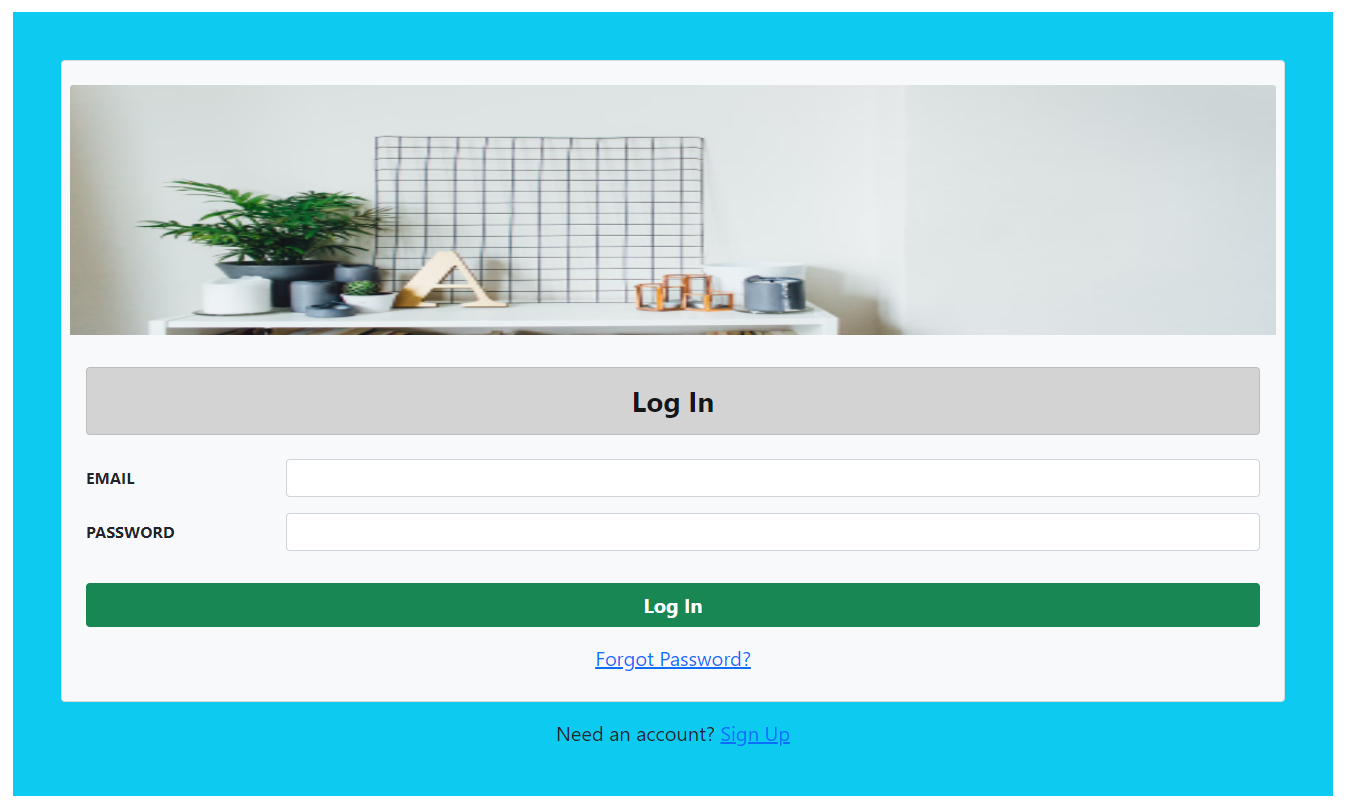 A
Log In
EMAIL
PASSWORD
Log In
Forgot Password?
Need an account? Sign Up